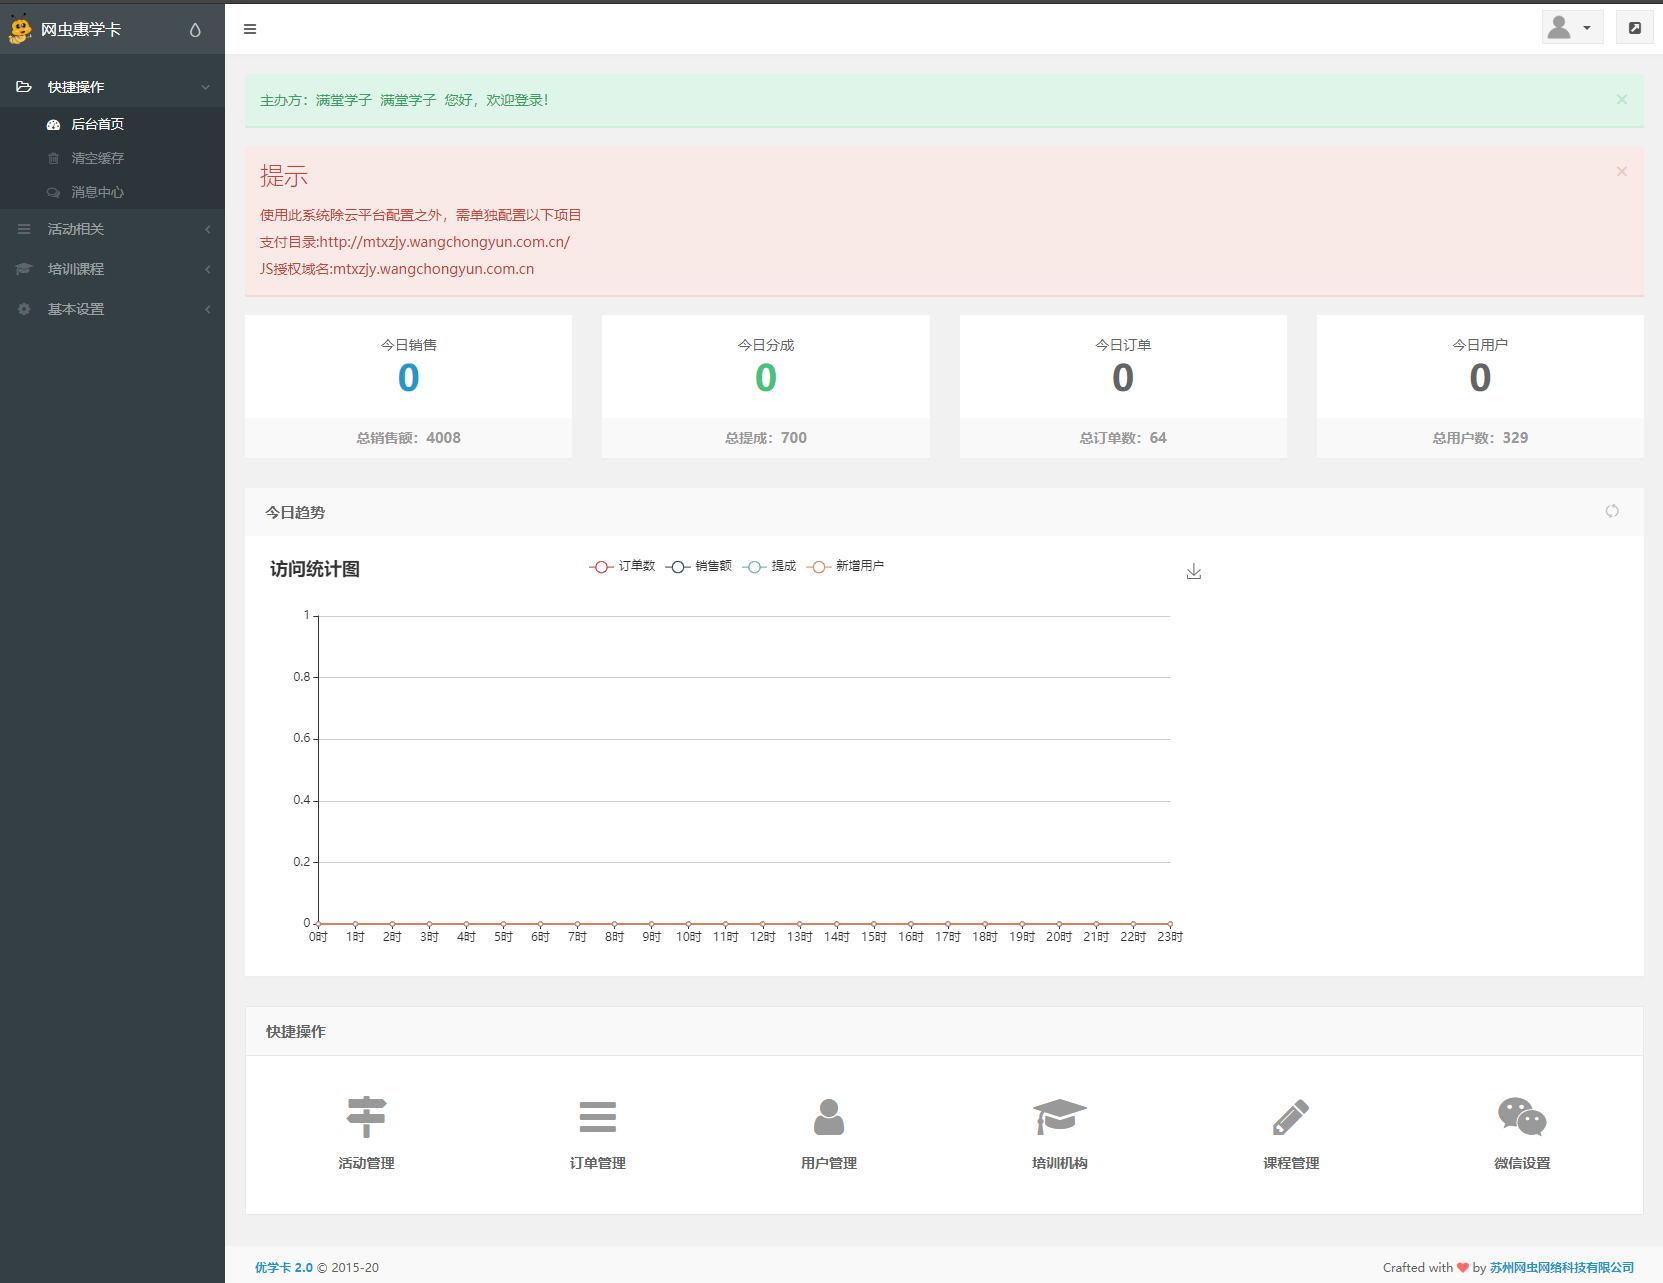 网虫惠学卡
快捷操作
后台首页
清空缓存
消息中心
活动相关
培训课程
基本设置
主办方：满堂学子 满堂学子 您好，欢迎登录！
×
提示
×
使用此系统除云平台配置之外，需单独配置以下项目
支付目录:http://mtxzjy.wangchongyun.com.cn/
JS授权域名:mtxzjy.wangchongyun.com.cn
今日销售
0
总销售额：4008
今日分成
0
总提成：700
今日订单
0
总订单数：64
今日用户
0
总用户数：329
今日趋势
访问统计图
订单数 销售额 提成 新增用户
1
0.8
0.6
0.4
0.2
0
0时 1时 2时 3时 4时 5时 6时 7时 8时 9时 10时 11时 12时 13时 14时 15时 16时 17时 18时 19时 20时 21时 22时 23时
快捷操作
活动管理 订单管理 用户管理 培训机构 课程管理 微信设置
优学卡 2.0 © 2015-20
Crafted with ♥ by 苏州网虫网络科技有限公司